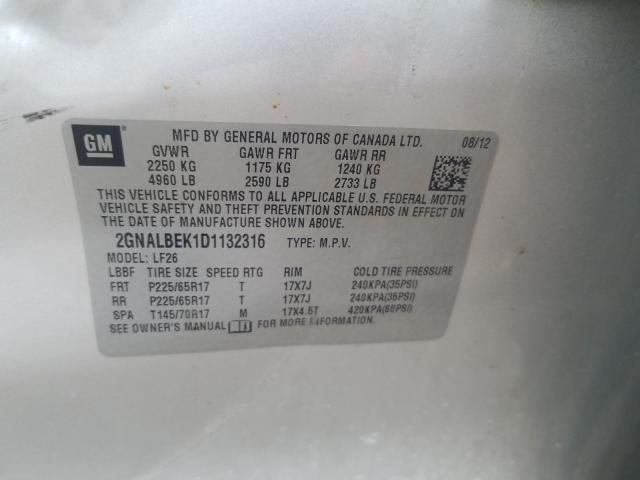 GM
MFD BY GENERAL MOTORS OF CANADA LTD. 08/12
GVWR GAWR FRT GAWR RR
2250 KG 1175 KG 1240 KG
4960 LB 2590 LB 2733 LB
THIS VEHICLE CONFORMS TO ALL APPLICABLE U.S. FEDERAL MOTOR
VEHICLE SAFETY AND THEFT PREVENTION STANDARDS IN EFFECT ON
THE DATE OF MANUFACTURE SHOWN ABOVE.
2GNALBEK1D1132316 TYPE: M.P.V.
MODEL: LF26
LBBF TIRE SIZE SPEED RTG RIM COLD TIRE PRESSURE
FRT P225/65R17 T 17X7J 240KPA(35PSI)
RR P225/65R17 T 17X7J 240KPA(35PSI)
SPA T145/70R17 M 17X4.5T 420KPA(60PSI)
SEE OWNER'S MANUAL FOR MORE INFORMATION